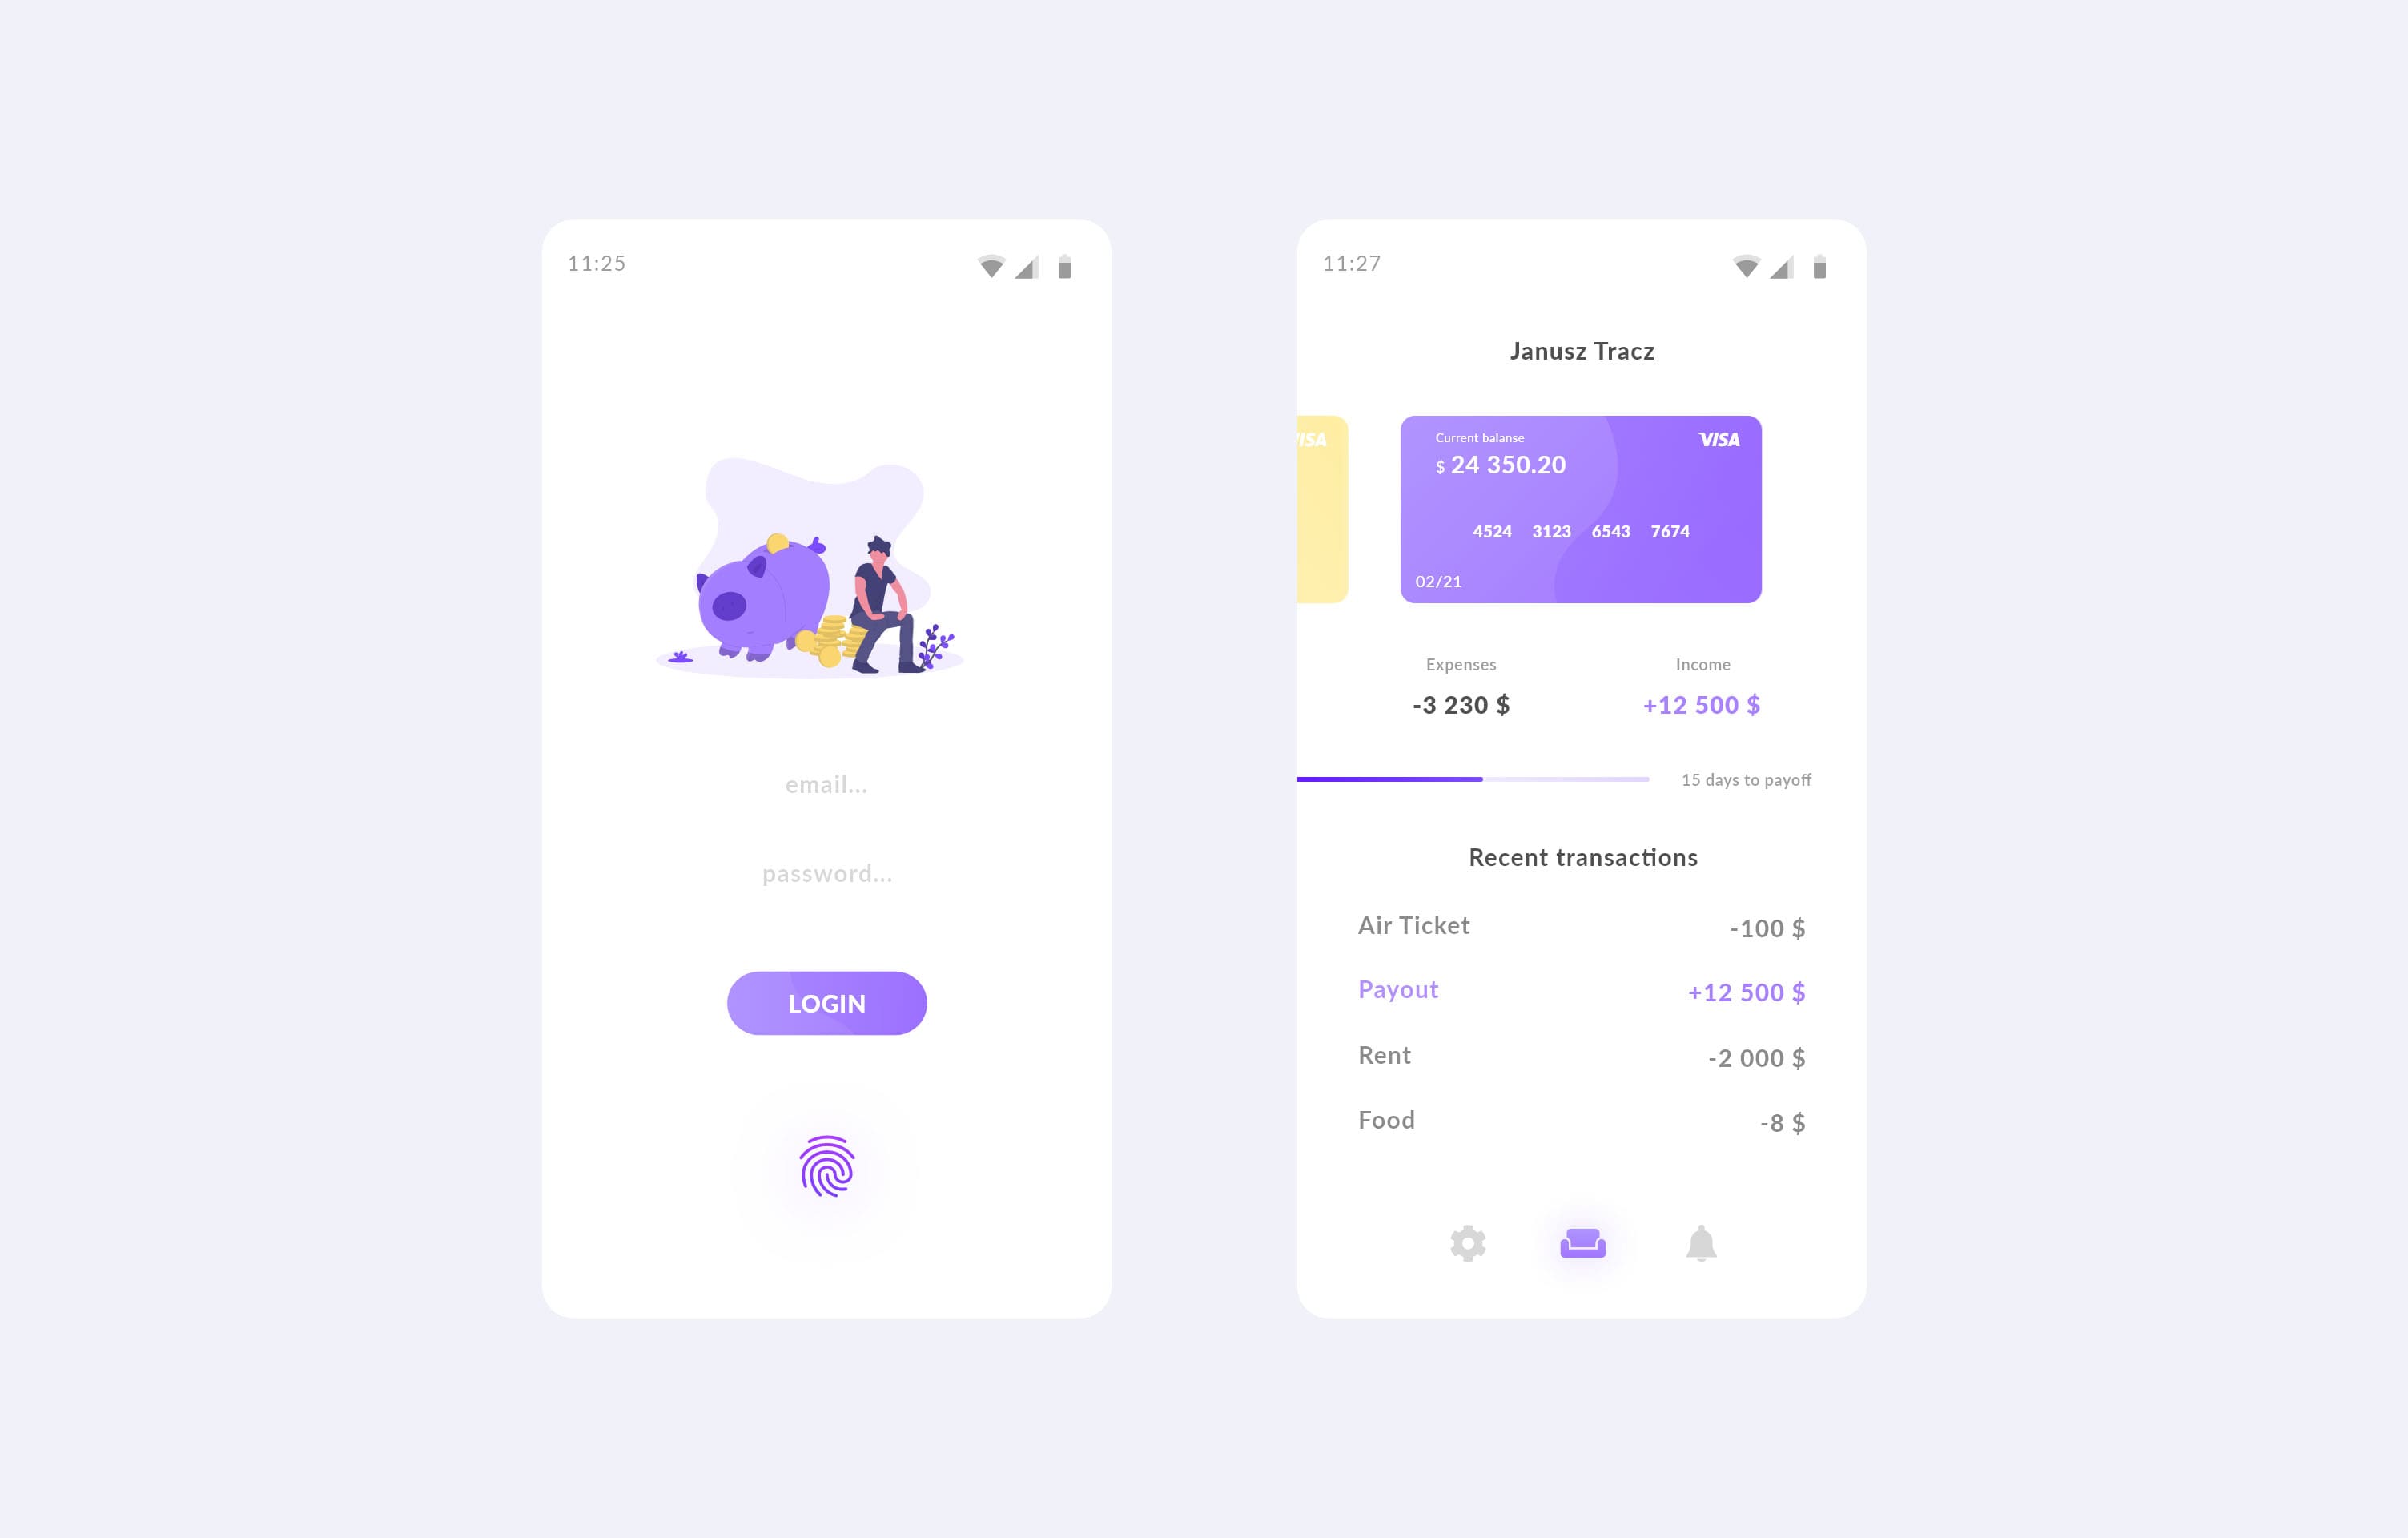 11:25
email...
password...
LOGIN
11:27
Janusz Tracz
VISA
Current balanse
VISA
$ 24 350.20
4524 3123 6543 7674
02/21
Expenses
Income
-3 230 $
+12 500 $
15 days to payoff
Recent transactions
Air Ticket
-100 $
Payout
+12 500 $
Rent
-2 000 $
Food
-8 $